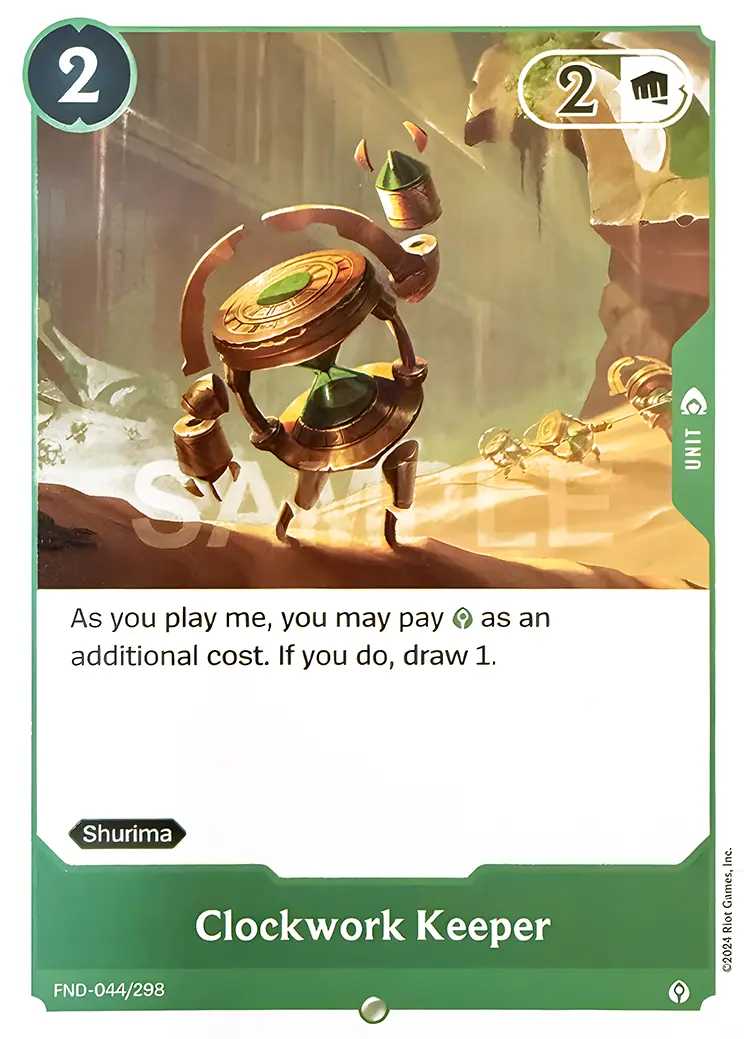 2
2
UNIT
SAMPLE
As you play me, you may pay as an
additional cost. If you do, draw 1.
Shurima
Clockwork Keeper
©2024 Riot Games, Inc.
FND-044/298